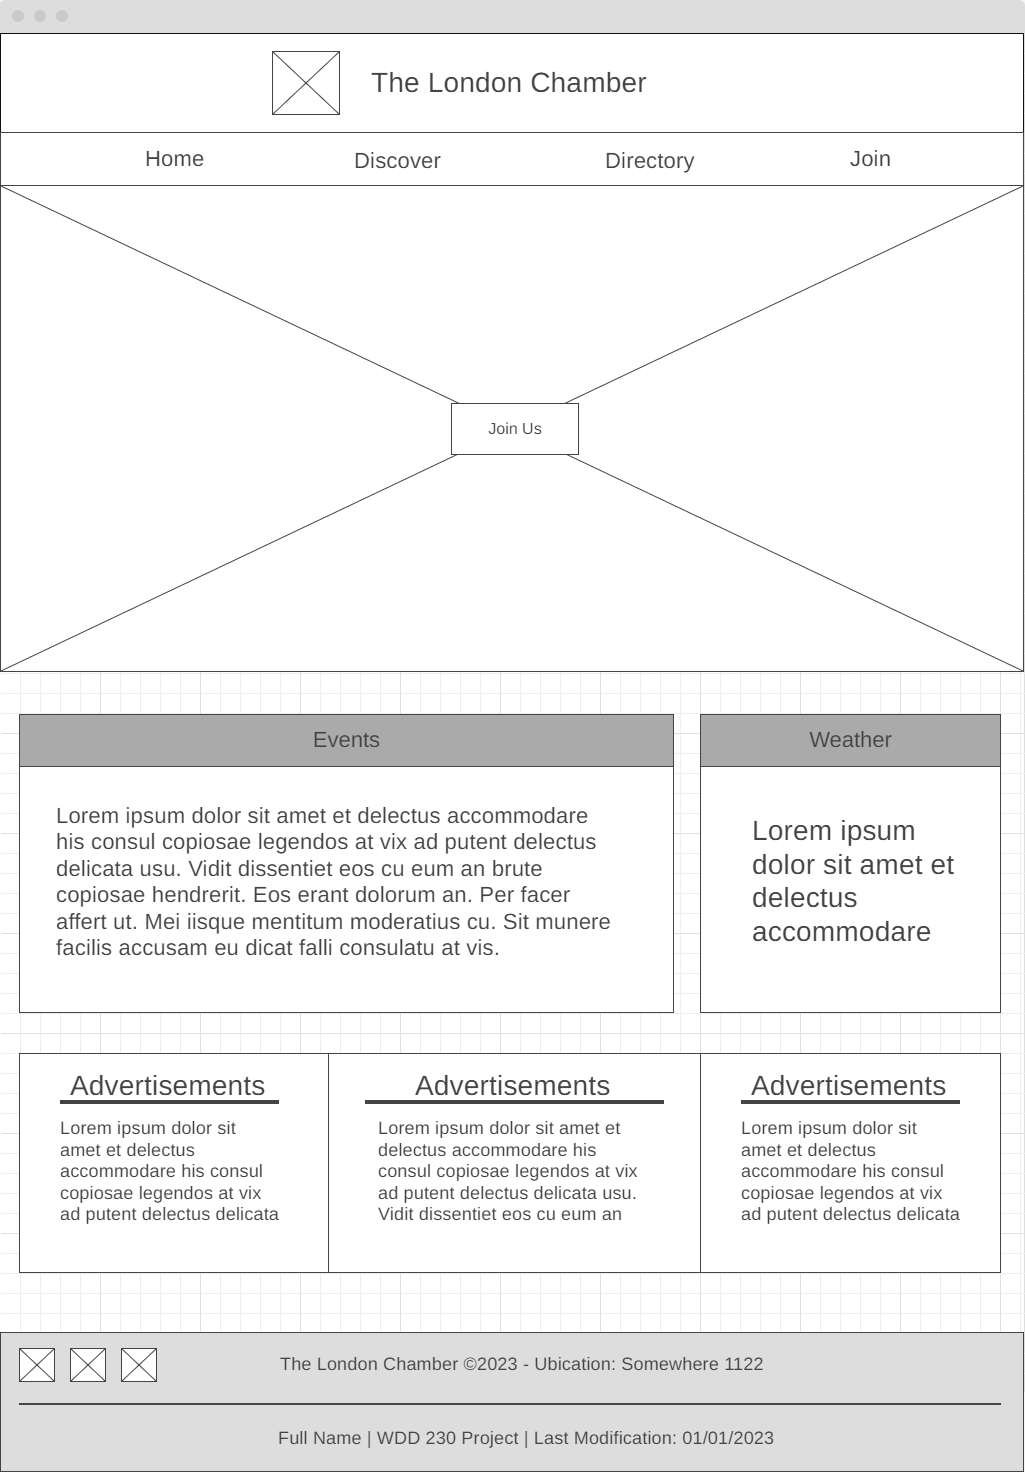 The London Chamber
Home
Discover
Directory
Join
Join Us
Events
Lorem ipsum dolor sit amet et delectus accommodare
his consul copiosae legendos at vix ad putent delectus
delicata usu. Vidit dissentiet eos cu eum an brute
copiosae hendrerit. Eos erant dolorum an. Per facer
affert ut. Mei iisque mentitum moderatius cu. Sit munere
facilis accusam eu dicat falli consulatu at vis.
Weather
Lorem ipsum
dolor sit amet et
delectus
accommodare
Advertisements
Lorem ipsum dolor sit
amet et delectus
accommodare his consul
copiosae legendos at vix
ad putent delectus delicata
Advertisements
Lorem ipsum dolor sit amet et
delectus accommodare his
consul copiosae legendos at vix
ad putent delectus delicata usu.
Vidit dissentiet eos cu eum an
Advertisements
Lorem ipsum dolor sit
amet et delectus
accommodare his consul
copiosae legendos at vix
ad putent delectus delicata
The London Chamber ©2023 - Ubication: Somewhere 1122
Full Name | WDD 230 Project | Last Modification: 01/01/2023